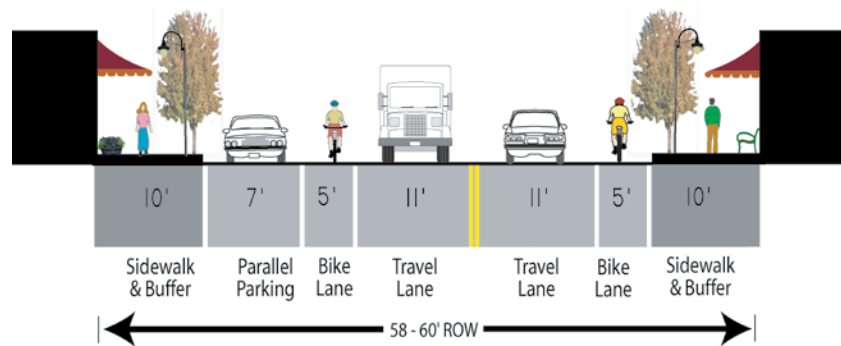 10' 7' 5' 11' 11' 5' 10'
Sidewalk
& Buffer
Parallel
Parking
Bike
Lane
Travel
Lane
Travel
Lane
Bike
Lane
Sidewalk
& Buffer
58 - 60' ROW